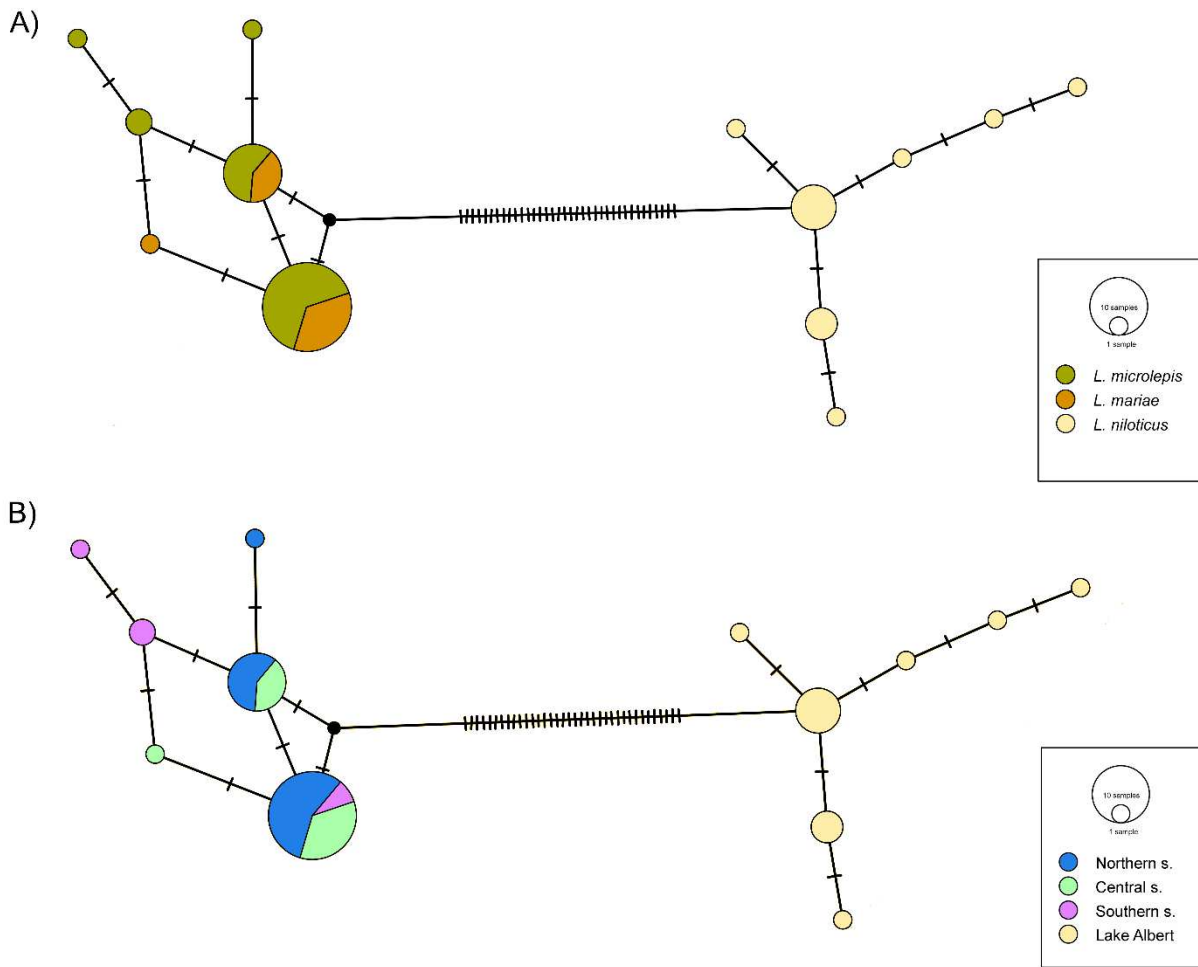 A)
10 samples
1 sample
L. microlepis
L. mariae
L. niloticus
B)
10 samples
1 sample
Northern s.
Central s.
Southern s.
Lake Albert